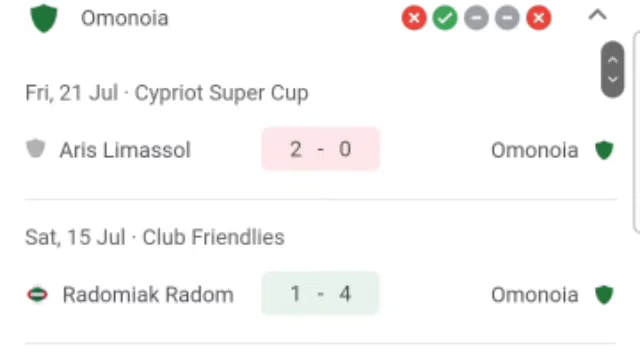 Omonoia
Fri, 21 Jul · Cypriot Super Cup
Aris Limassol 2 - 0 Omonoia
Sat, 15 Jul · Club Friendlies
Radomiak Radom 1 - 4 Omonoia